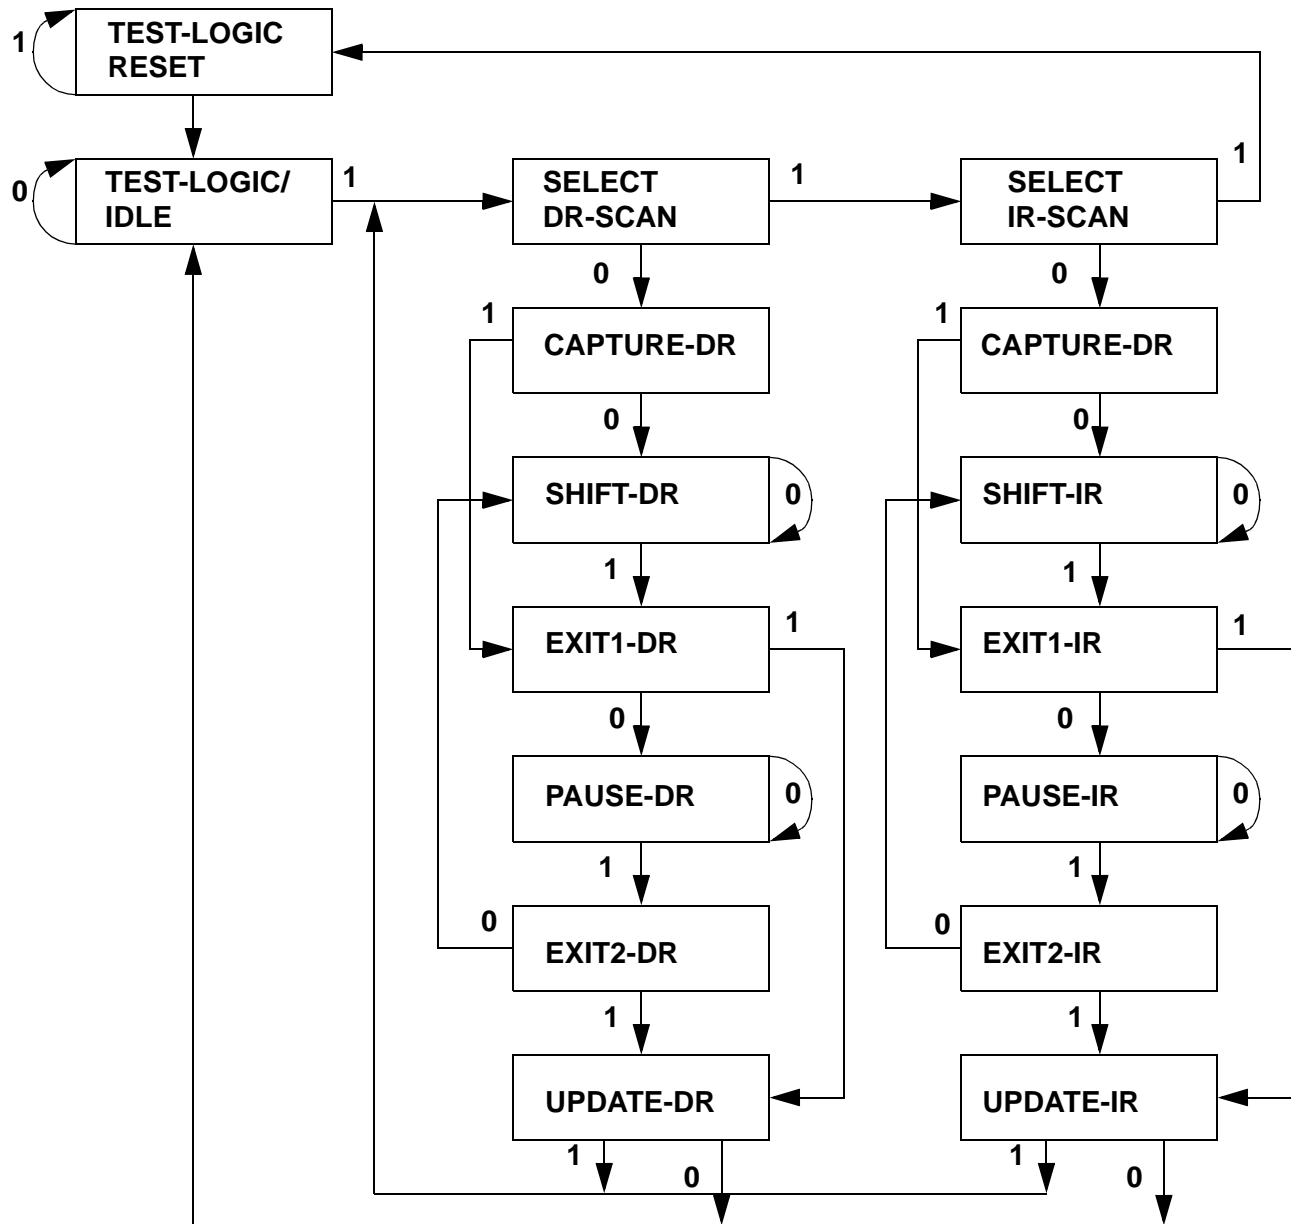 1
TEST-LOGIC
RESET
0
TEST-LOGIC/
IDLE
1
SELECT
DR-SCAN
1
SELECT
IR-SCAN
1
0
0
1
CAPTURE-DR
1
CAPTURE-DR
0
0
SHIFT-DR
0
SHIFT-IR
0
1
1
EXIT1-DR
1
EXIT1-IR
1
0
0
PAUSE-DR
0
PAUSE-IR
0
1
1
0
EXIT2-DR
0
EXIT2-IR
1
1
UPDATE-DR
UPDATE-IR
1
0
1
0